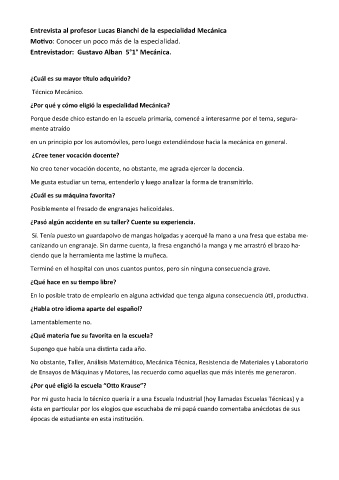 Entrevista al profesor Lucas Bianchi de la especialidad Mecánica
Motivo: Conocer un poco más de la especialidad.
Entrevistador: Gustavo Alban 5°1° Mecánica.
¿Cuál es su mayor título adquirido?
Técnico Mecánico.
¿Por qué y cómo eligió la especialidad Mecánica?
Porque desde chico estando en la escuela primaria, comencé a interesarme por el tema, segura-
mente atraído
en un principio por los automóviles, pero luego extendiéndose hacia la mecánica en general.
¿Cree tener vocación docente?
No creo tener vocación docente, no obstante, me agrada ejercer la docencia.
Me gusta estudiar un tema, entenderlo y luego analizar la forma de transmitirlo.
¿Cuál es su máquina favorita?
Posiblemente el fresado de engranajes helicoidales.
¿Pasó algún accidente en su taller? Cuente su experiencia.
Sí. Tenía puesto un guardapolvo de mangas holgadas y acerqué la mano a una fresa que estaba me-
canizando un engranaje. Sin darme cuenta, la fresa enganchó la manga y me arrastró el brazo ha-
ciendo que la herramienta me lastime la muñeca.
Terminé en el hospital con unos cuantos puntos, pero sin ninguna consecuencia grave.
¿Qué hace en su tiempo libre?
En lo posible trato de emplearlo en alguna actividad que tenga alguna consecuencia útil, productiva.
¿Habla otro idioma aparte del español?
Lamentablemente no.
¿Qué materia fue su favorita en la escuela?
Supongo que había una distinta cada año.
No obstante, Taller, Análisis Matemático, Mecánica Técnica, Resistencia de Materiales y Laboratorio
de Ensayos de Máquinas y Motores, las recuerdo como aquellas que más interés me generaron.
¿Por qué eligió la escuela "Otto Krause"?
Por mi gusto hacia lo técnico quería ir a una Escuela Industrial (hoy llamadas Escuelas Técnicas) y a
ésta en particular por los elogios que escuchaba de mi papá cuando comentaba anécdotas de sus
épocas de estudiante en esta institución.